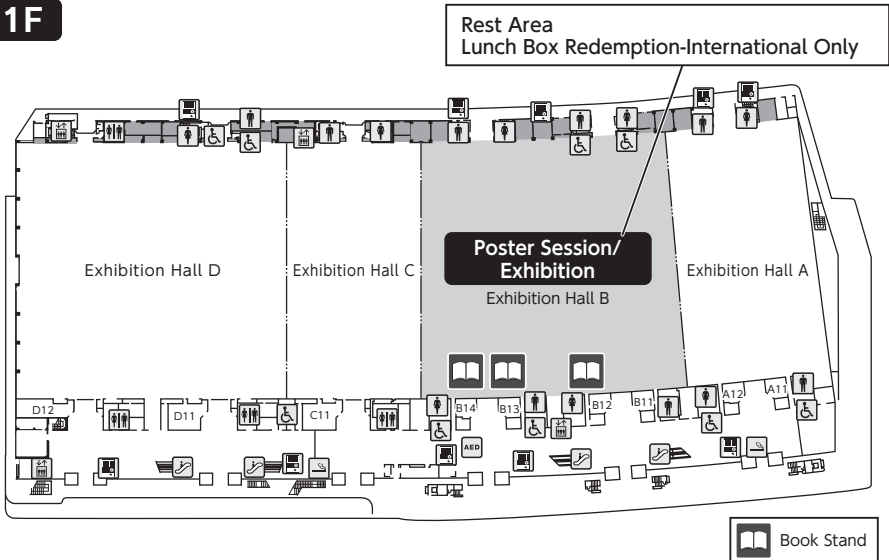 1F
Rest Area
Lunch Box Redemption-International Only
Exhibition Hall D
Exhibition Hall C
Poster Session/
Exhibition
Exhibition Hall B
Exhibition Hall A
D12
D11
C11
B14
B13
B12
B11
A12
A11
AED
Book Stand